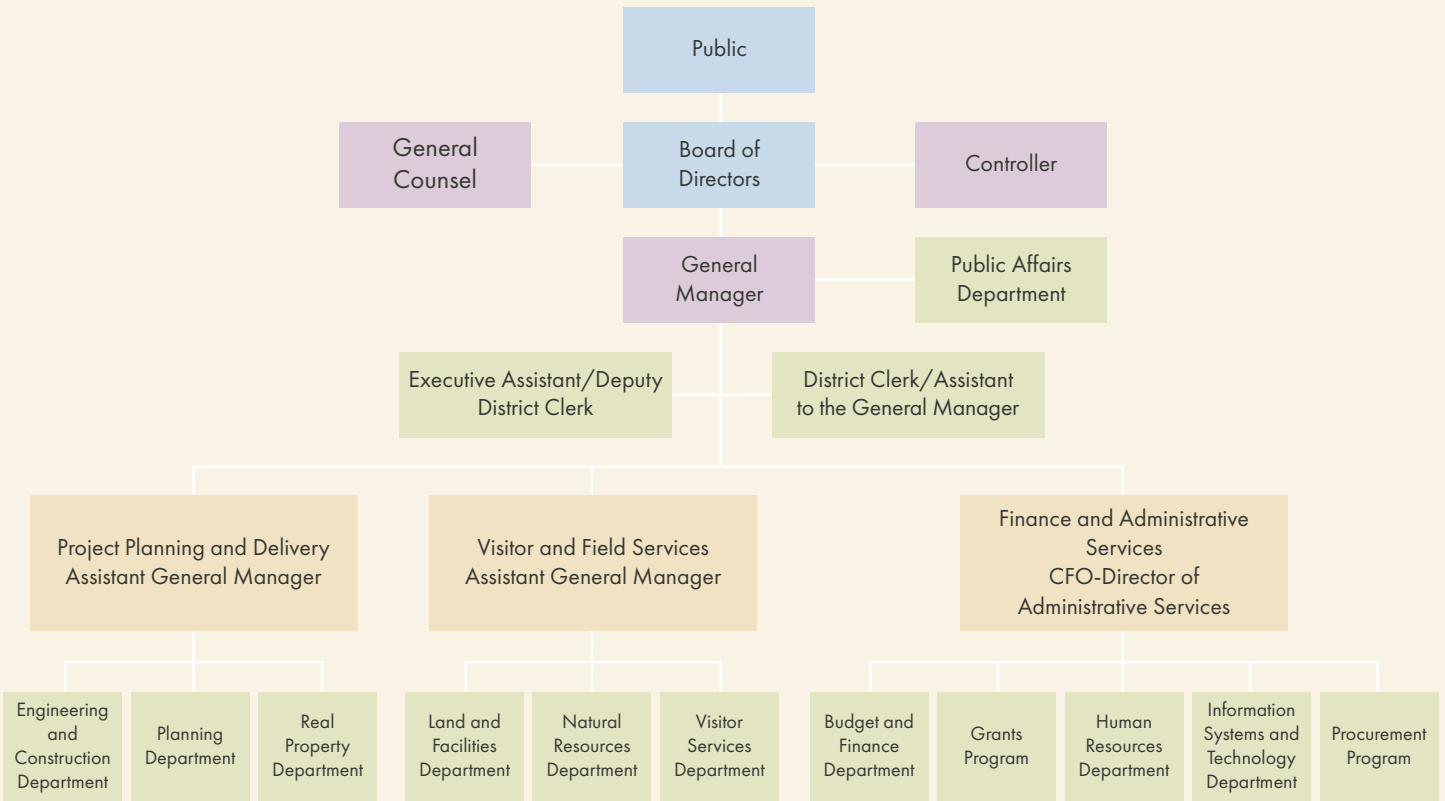 Public
General
Counsel
Board of
Directors
Controller
General
Manager
Public Affairs
Department
Executive Assistant/Deputy
District Clerk
District Clerk/Assistant
to the General Manager
Project Planning and Delivery
Assistant General Manager
Visitor and Field Services
Assistant General Manager
Finance and Administrative
Services
CFO-Director of
Administrative Services
Engineering
and
Construction
Department
Planning
Department
Real
Property
Department
Land and
Facilities
Department
Natural
Resources
Department
Visitor
Services
Department
Budget and
Finance
Department
Grants
Program
Human
Resources
Department
Information
Systems and
Technology
Department
Procurement
Program